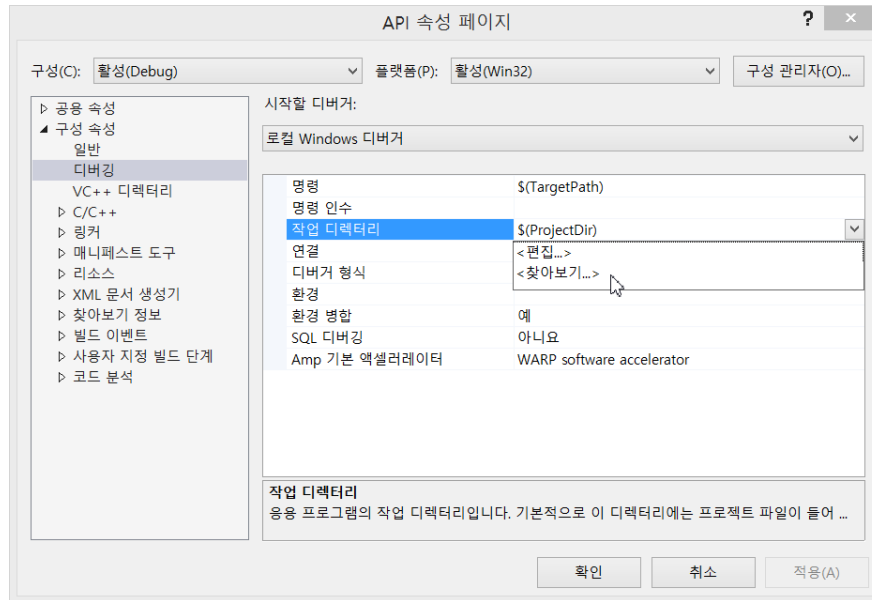 API 속성 페이지
구성(C): 활성(Debug) 플랫폼(P): 활성(Win32) 구성 관리자(O)...
공용 속성
구성 속성
일반
디버깅
VC++ 디렉터리
C/C++
링커
매니페스트 도구
리소스
XML 문서 생성기
찾아보기 정보
빌드 이벤트
사용자 지정 빌드 단계
코드 분석
시작할 디버거:
로컬 Windows 디버거
명령 $(TargetPath)
명령 인수
작업 디렉터리 $(ProjectDir)
연결 <편집...>
디버거 형식 <찾아보기...>
환경
환경 병합 예
SQL 디버깅 아니요
Amp 기본 액셀러레이터 WARP software accelerator
작업 디렉터리
응용 프로그램의 작업 디렉터리입니다. 기본적으로 이 디렉터리에는 프로젝트 파일이 들어 ...
확인 취소 적용(A)